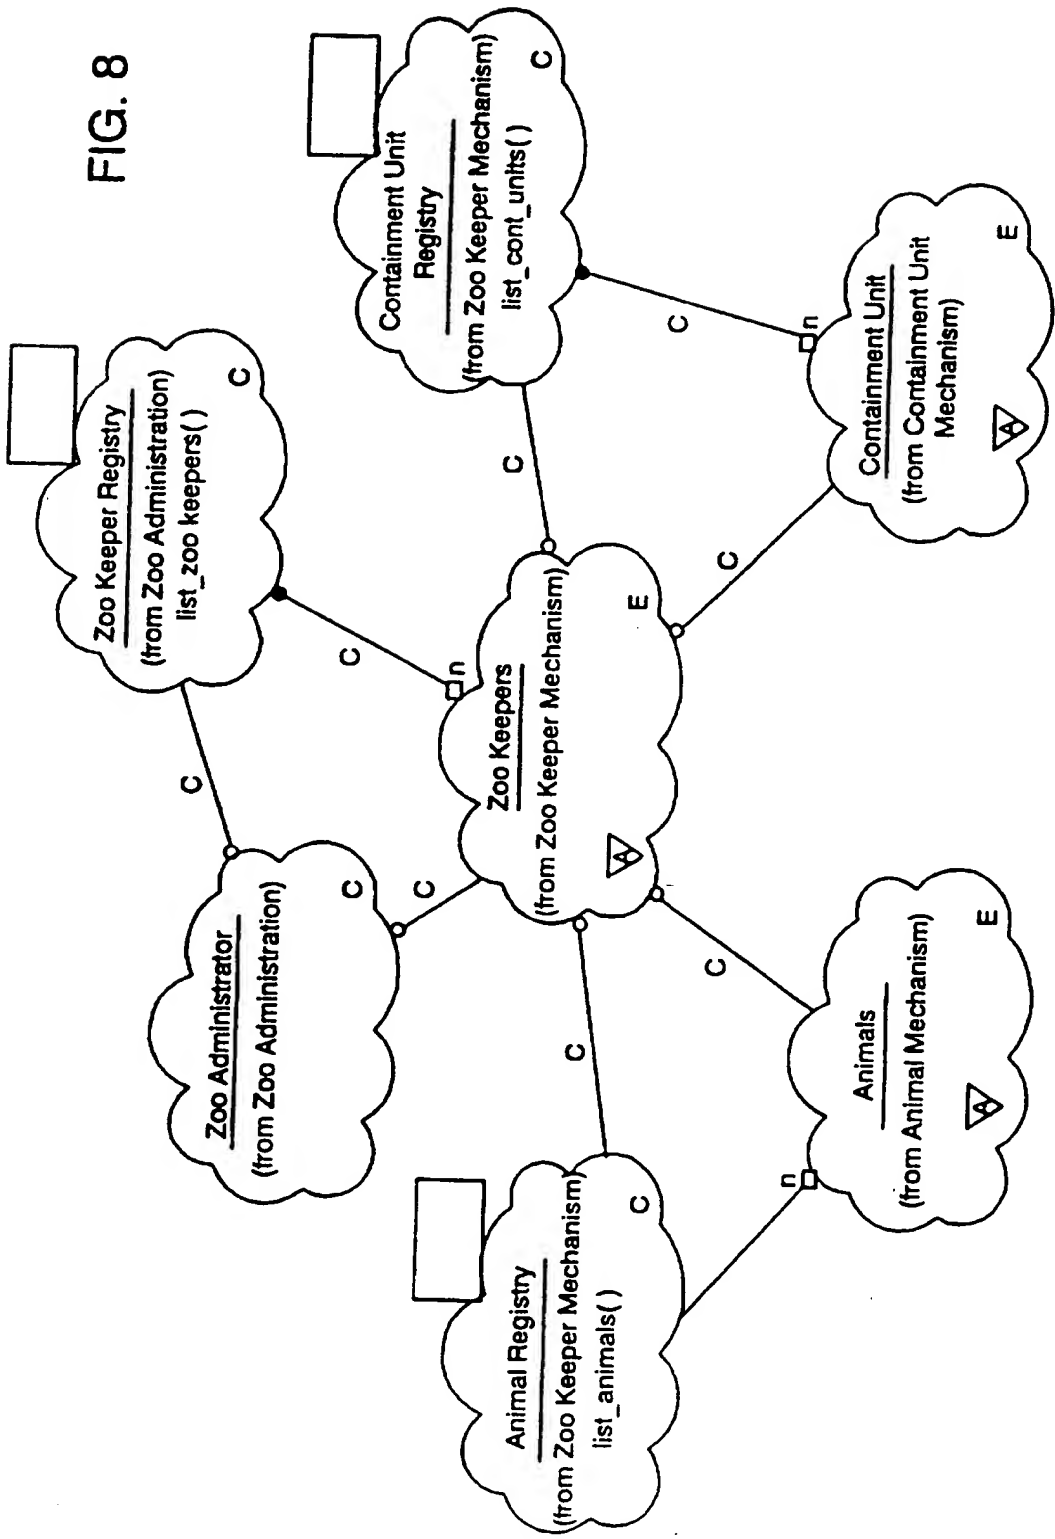 FIG. 8
Zoo Keeper Registry
(from Zoo Administration)
list_zoo keepers( )
C
Containment Unit
Registry
(from Zoo Keeper Mechanism)
list_cont_units( )
C
Zoo Administrator
(from Zoo Administration)
C
C
C
C
n
C
Zoo Keepers
(from Zoo Keeper Mechanism)
A
E
C
n
C
Animal Registry
(from Zoo Keeper Mechanism)
list_animals( )
C
C
C
n
Animals
(from Animal Mechanism)
A
E
Containment Unit
(from Containment Unit
Mechanism)
A
E